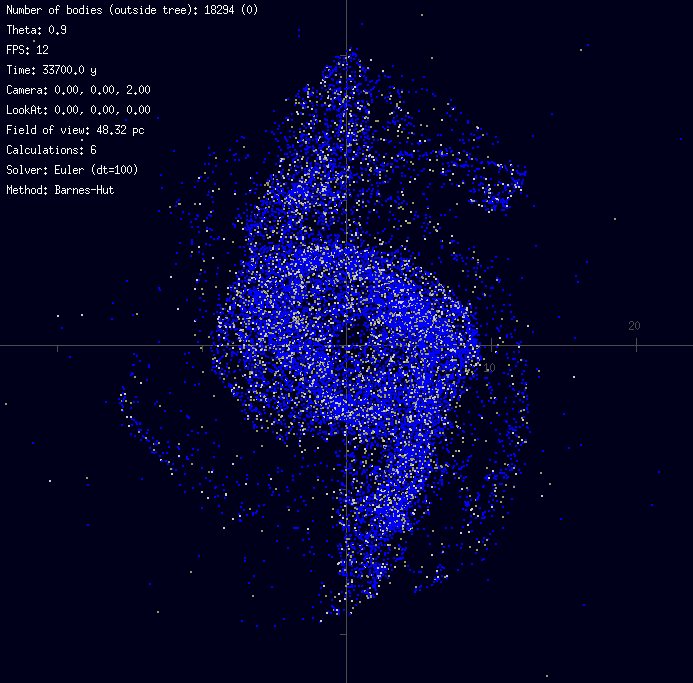 Number of bodies (outside tree): 18294 (0)
Theta: 0.9
FPS: 12
Time: 33700.0 y
Camera: 0.00, 0.00, 2.00
LookAt: 0.00, 0.00, 0.00
Field of view: 48.32 pc
Calculations: 6
Solver: Euler (dt=100)
Method: Barnes-Hut
20
10